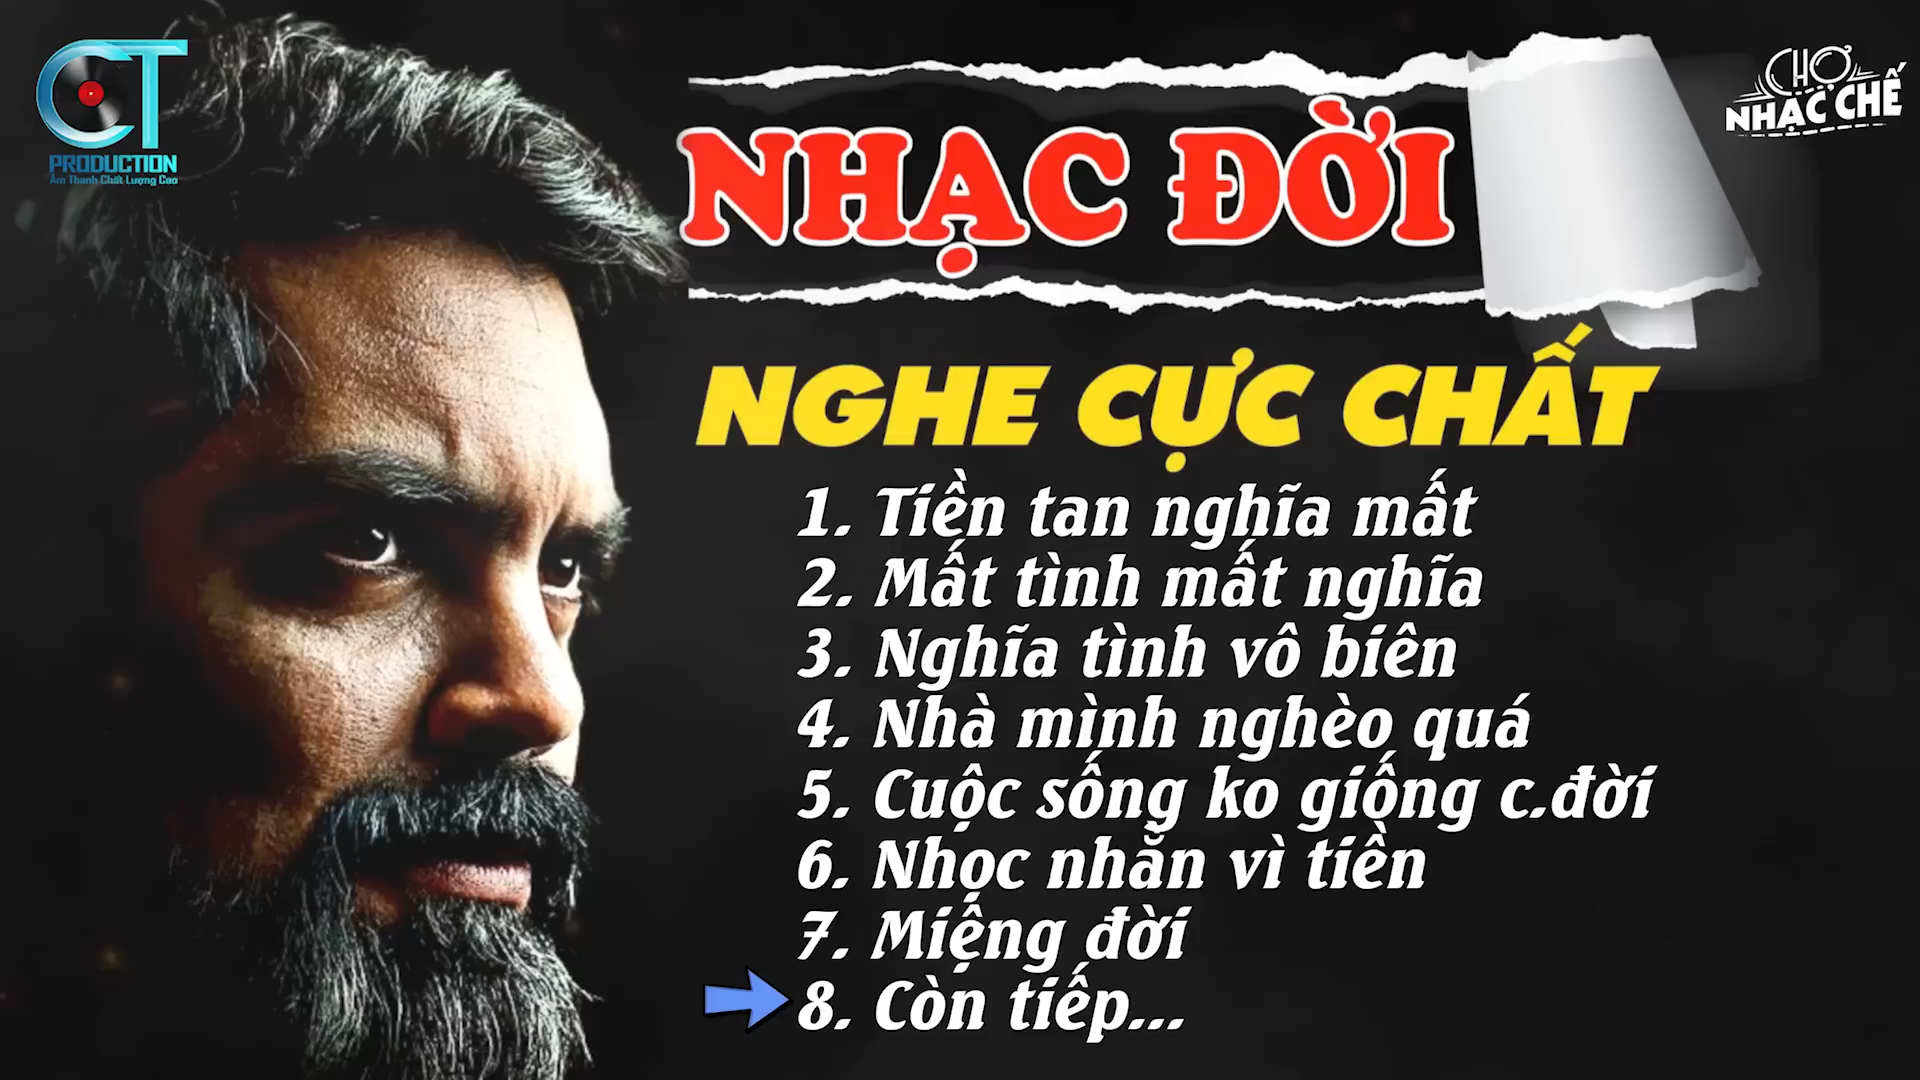 CT
PRODUCTION
Âm Thanh Chất Lượng Cao
CHỢ
NHẠC CHẾ
NHẠC ĐỜI
NGHE CỰC CHẤT
1. Tiền tan nghĩa mất
2. Mất tình mất nghĩa
3. Nghĩa tình vô biên
4. Nhà mình nghèo quá
5. Cuộc sống ko giống c.đời
6. Nhọc nhằn vì tiền
7. Miệng đời
8. Còn tiếp...